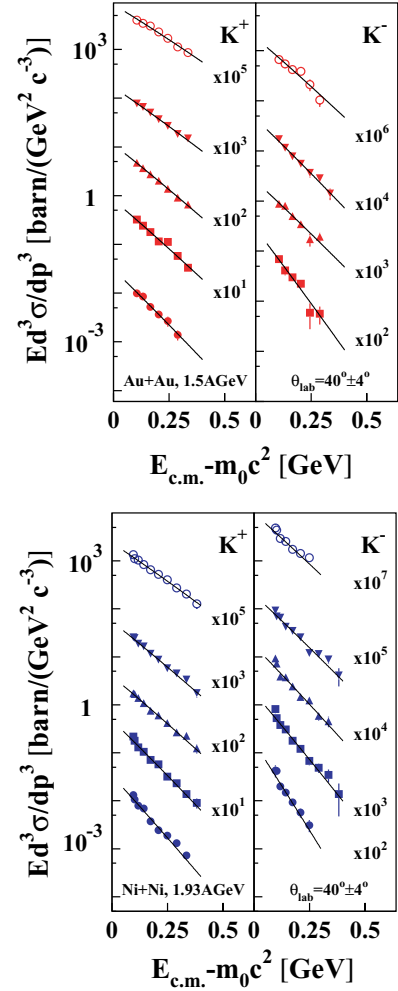 K⁺ K⁻
10³
x10⁵
x10⁶
x10³
1
x10²
x10⁴
x10¹
x10³
10⁻³
x10²
Au+Au, 1.5AGeV θlab=40°±4°
0 0.25 0.5 0 0.25 0.5
Ed³σ/dp³ [barn/(GeV² c⁻³)]
Ec.m.-m₀c² [GeV]
K⁺ K⁻
10³
x10⁷
x10⁵
x10⁵
x10³
1
x10²
x10⁴
x10¹
x10³
10⁻³
x10²
Ni+Ni, 1.93AGeV θlab=40°±4°
0 0.25 0.5 0 0.25 0.5
Ed³σ/dp³ [barn/(GeV² c⁻³)]
Ec.m.-m₀c² [GeV]